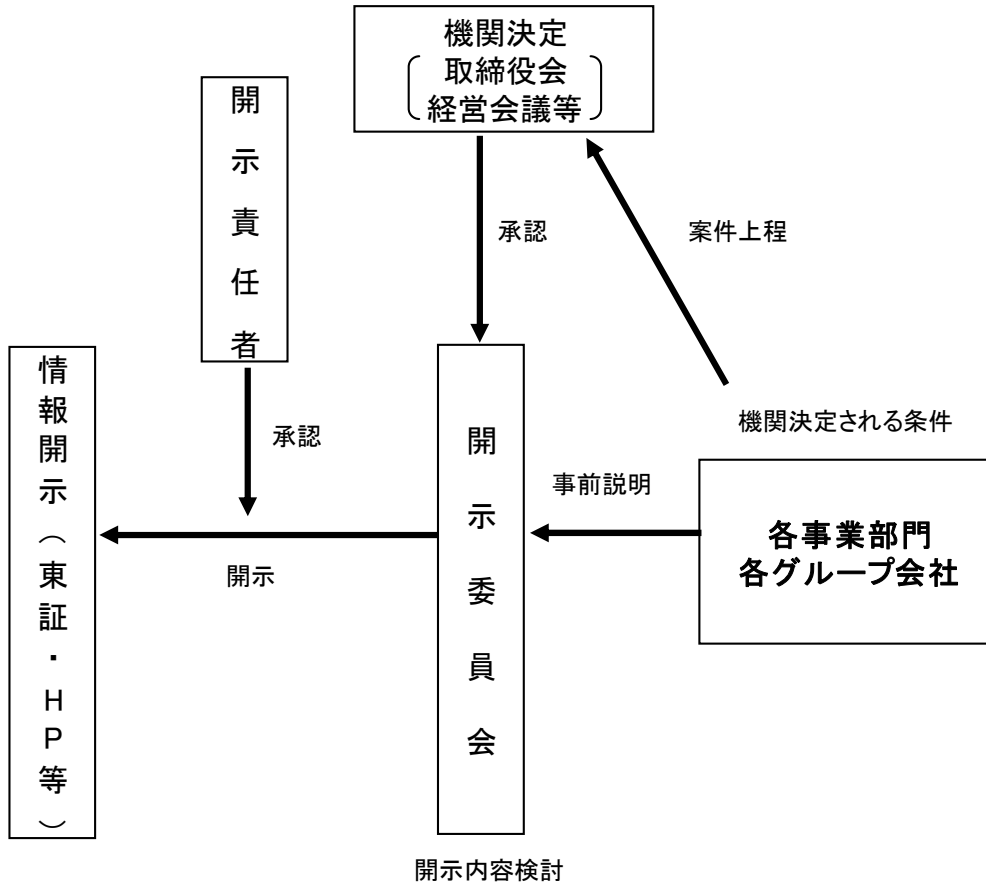 機関決定
取締役会
経営会議等
開示責任者
承認
案件上程
情報開示（東証・ＨＰ等）
承認
開示委員会
機関決定される条件
事前説明
各事業部門
各グループ会社
開示
開示内容検討